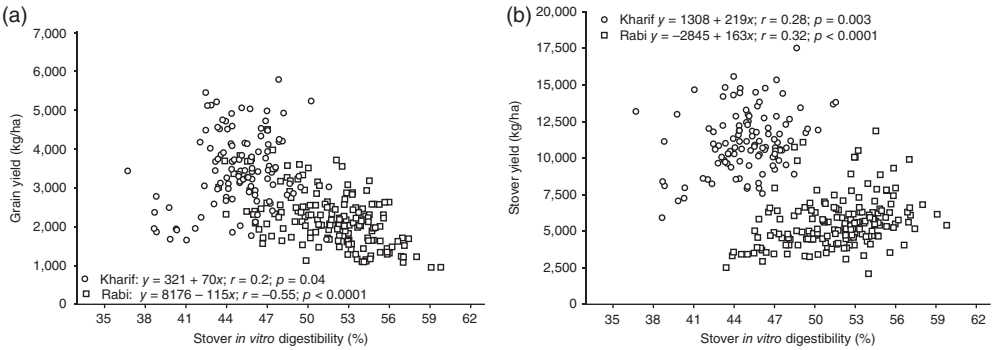 (a)
7,000
6,000
5,000
4,000
3,000
2,000
1,000
0
Grain yield (kg/ha)
Kharif: y = 321 + 70x; r = 0.2; p = 0.04
Rabi: y = 8176 – 115x; r = –0.55; p < 0.0001
35 38 41 44 47 50 53 56 59 62
Stover in vitro digestibility (%)
(b)
20,000
17,500
15,000
12,500
10,000
7,500
5,000
2,500
0
Stover yield (kg/ha)
Kharif y = 1308 + 219x; r = 0.28; p = 0.003
Rabi y = –2845 + 163x; r = 0.32; p < 0.0001
35 38 41 44 47 50 53 56 59 62
Stover in vitro digestibility (%)